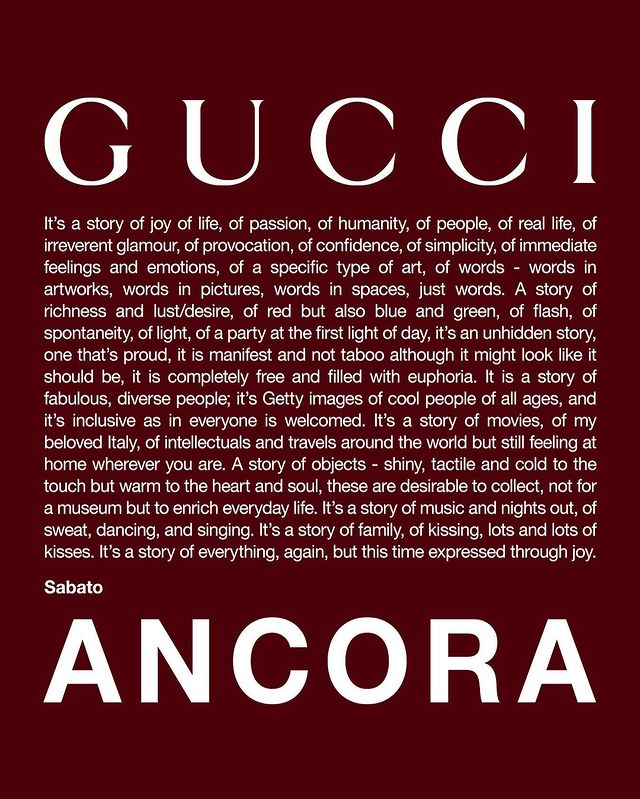 GUCCI
It's a story of joy of life, of passion, of humanity, of people, of real life, of
irreverent glamour, of provocation, of confidence, of simplicity, of immediate
feelings and emotions, of a specific type of art, of words - words in
artworks, words in pictures, words in spaces, just words. A story of
richness and lust/desire, of red but also blue and green, of flash, of
spontaneity, of light, of a party at the first light of day, it's an unhidden story,
one that's proud, it is manifest and not taboo although it might look like it
should be, it is completely free and filled with euphoria. It is a story of
fabulous, diverse people; it's Getty images of cool people of all ages, and
it's inclusive as in everyone is welcomed. It's a story of movies, of my
beloved Italy, of intellectuals and travels around the world but still feeling at
home wherever you are. A story of objects - shiny, tactile and cold to the
touch but warm to the heart and soul, these are desirable to collect, not for
a museum but to enrich everyday life. It's a story of music and nights out, of
sweat, dancing, and singing. It's a story of family, of kissing, lots and lots of
kisses. It's a story of everything, again, but this time expressed through joy.
Sabato
ANCORA